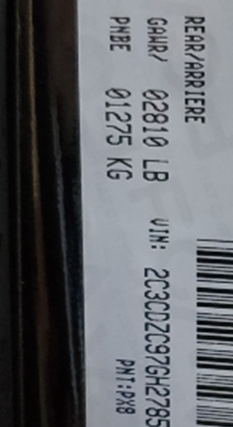 REAR/ARRIERE
GAWR/ 02810 LB VIN: 2C3CDZC97GH2785
PNBE 01275 KG PNT:PX8